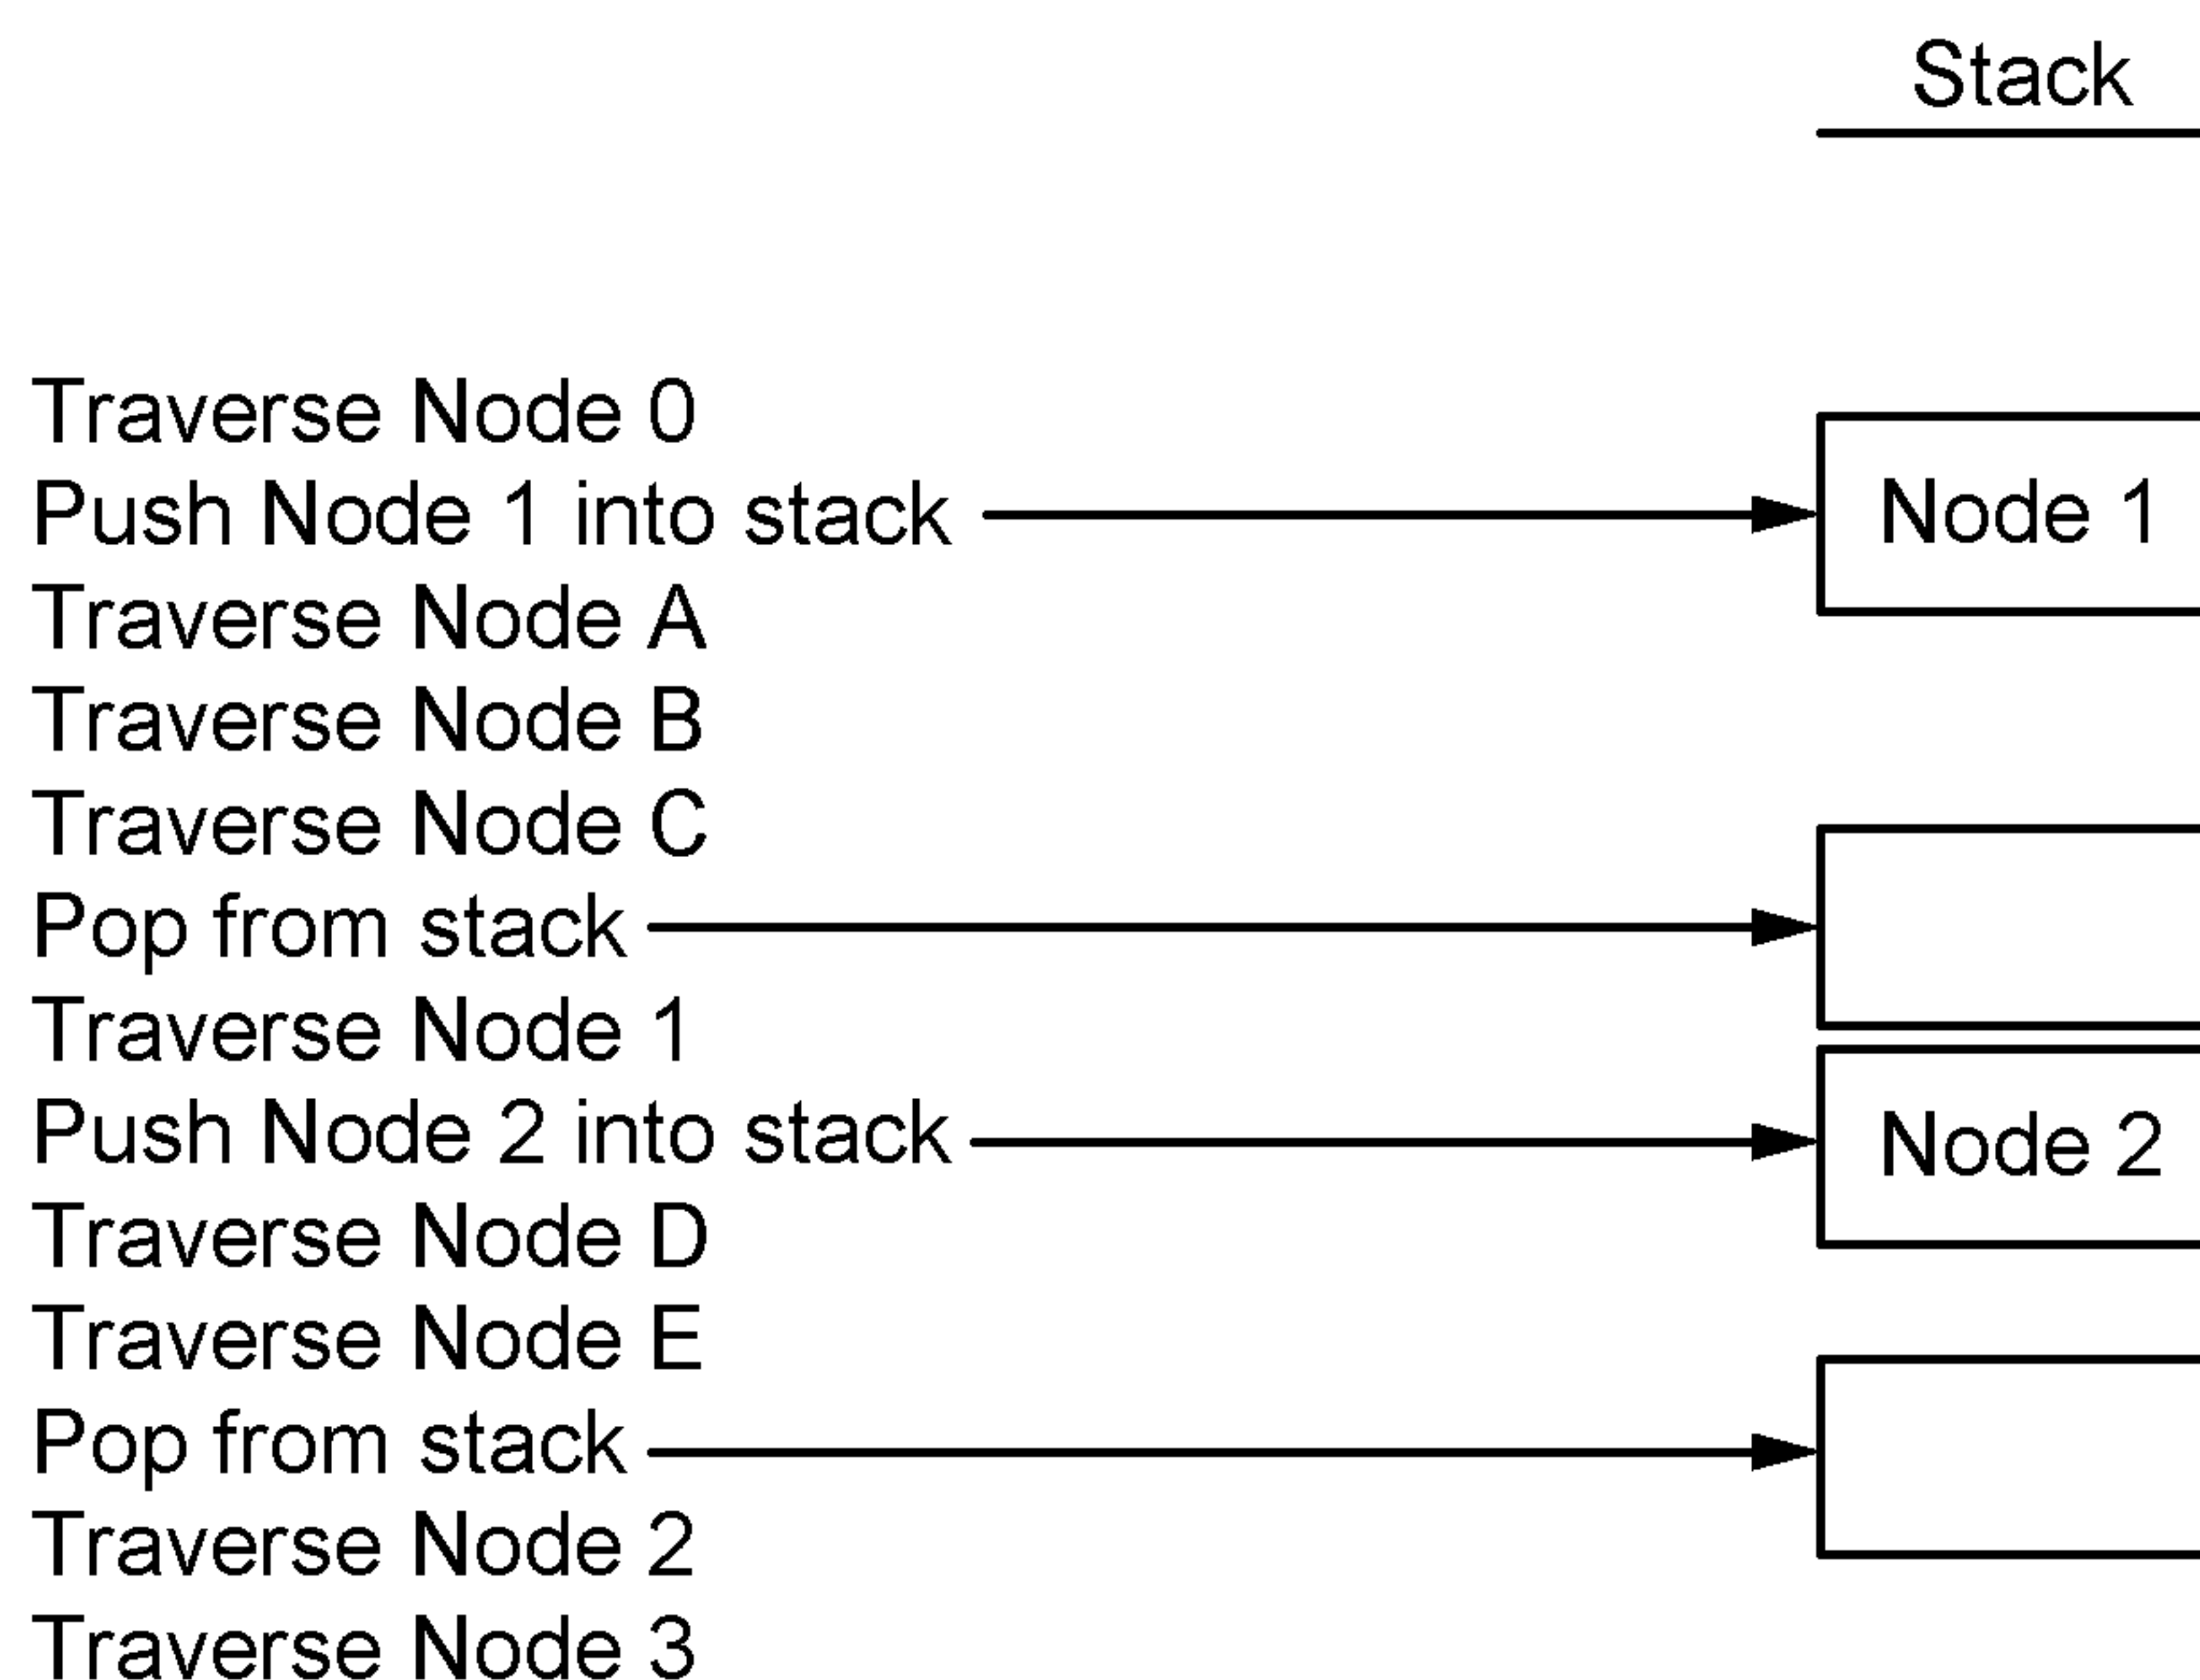 Stack
Traverse Node 0
Push Node 1 into stack
Node 1
Traverse Node A
Traverse Node B
Traverse Node C
Pop from stack
Traverse Node 1
Push Node 2 into stack
Node 2
Traverse Node D
Traverse Node E
Pop from stack
Traverse Node 2
Traverse Node 3